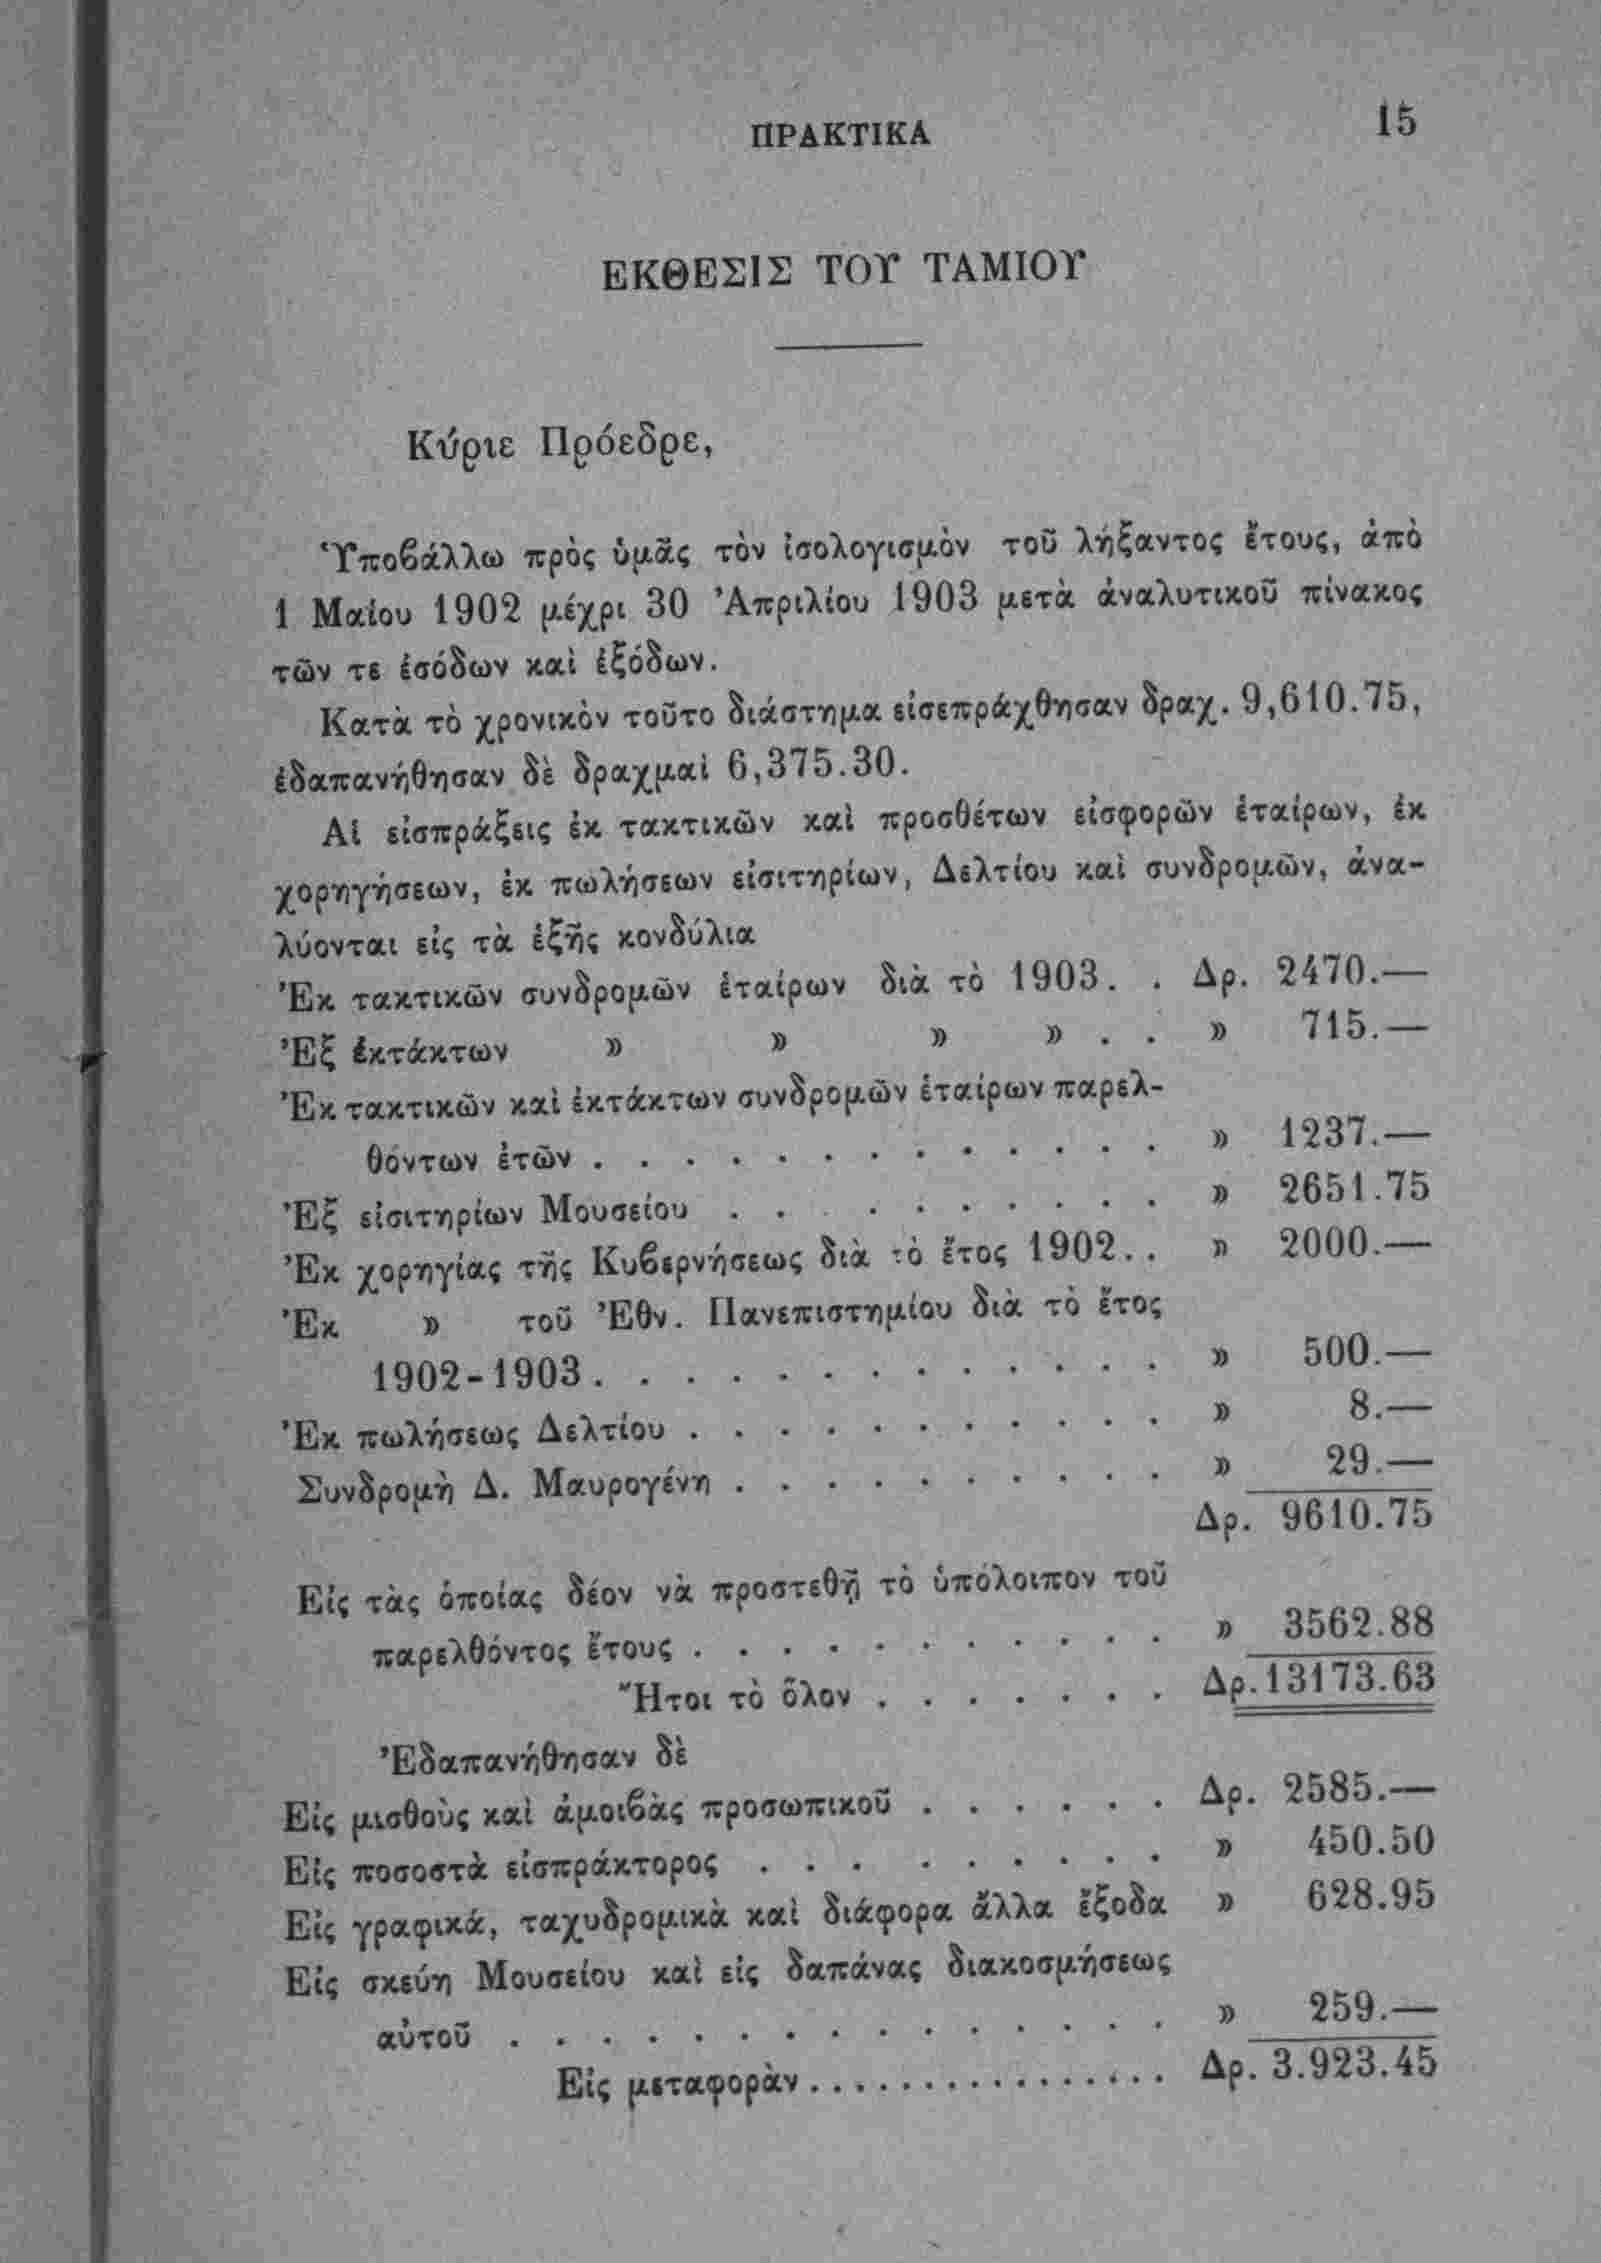 ΠΡΑΚΤΙΚΑ 15
ΕΚΘΕΣΙΣ ΤΟΥ ΤΑΜΙΟΥ
Κύριε Πρόεδρε,
Ὑποβάλλω πρὸς ὑμᾶς τὸν ἰσολογισμὸν τοῦ λήξαντος ἔτους, ἀπὸ
1 Μαίου 1902 μέχρι 30 Ἀπριλίου 1903 μετὰ ἀναλυτικοῦ πίνακος
τῶν τε ἐσόδων καὶ ἐξόδων.
Κατὰ τὸ χρονικὸν τοῦτο διάστημα εἰσεπράχθησαν δραχ. 9,610.75,
ἐδαπανήθησαν δὲ δραχμαὶ 6,375.30.
Αἱ εἰσπράξεις ἐκ τακτικῶν καὶ προσθέτων εἰσφορῶν ἑταίρων, ἐκ
χορηγήσεων, ἐκ πωλήσεων εἰσιτηρίων, Δελτίου καὶ συνδρομῶν, ἀνα-
λύονται εἰς τὰ ἑξῆς κονδύλια
Ἐκ τακτικῶν συνδρομῶν ἑταίρων διὰ τὸ 1903. . Δρ. 2470.—
Ἐξ ἐκτάκτων » » » » . . » 715.—
Ἐκ τακτικῶν καὶ ἐκτάκτων συνδρομῶν ἑταίρων παρελ-
θόντων ἐτῶν . . . . . . . . . . . . . » 1237.—
Ἐξ εἰσιτηρίων Μουσείου . . . . . . . . . . » 2651.75
Ἐκ χορηγίας τῆς Κυβερνήσεως διὰ τὸ ἔτος 1902. . » 2000.—
Ἐκ » τοῦ Ἐθν. Πανεπιστημίου διὰ τὸ ἔτος
1902-1903. . . . . . . . . . . . . » 500.—
Ἐκ πωλήσεως Δελτίου . . . . . . . . . . . » 8.—
Συνδρομὴ Δ. Μαυρογένη . . . . . . . . . . » 29.—
Δρ. 9610.75
Εἰς τὰς ὁποίας δέον νὰ προστεθῇ τὸ ὑπόλοιπον τοῦ
παρελθόντος ἔτους . . . . . . . . . . . » 3562.88
Ἤτοι τὸ ὅλον . . . . . . . Δρ. 13173.63
Ἐδαπανήθησαν δὲ
Εἰς μισθοὺς καὶ ἀμοιβὰς προσωπικοῦ . . . . . . Δρ. 2585.—
Εἰς ποσοστὰ εἰσπράκτορος . . . . . . . . . » 450.50
Εἰς γραφικά, ταχυδρομικὰ καὶ διάφορα ἄλλα ἔξοδα » 628.95
Εἰς σκεύη Μουσείου καὶ εἰς δαπάνας διακοσμήσεως
αὐτοῦ . . . . . . . . . . . . . . . » 259.—
Εἰς μεταφορὰν . . . . . . . . . . . . . . . . Δρ. 3.923.45